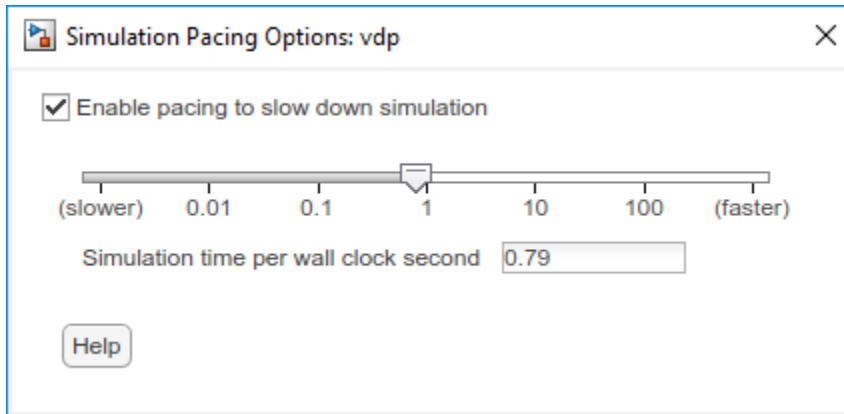 Simulation Pacing Options: vdp
Enable pacing to slow down simulation
(slower) 0.01 0.1 1 10 100 (faster)
Simulation time per wall clock second 0.79
Help